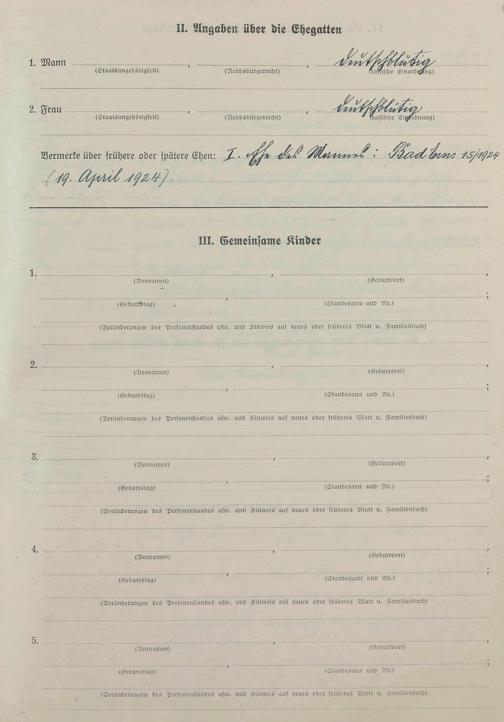 II. Angaben über die Ehegatten
1. Mann , , deutschblütig
(Staatsangehörigkeit) (Reichsbürgerrecht) (rassische Einordnung)
2. Frau , , deutschblütig
(Staatsangehörigkeit) (Reichsbürgerrecht) (rassische Einordnung)
Vermerke über frühere oder spätere Ehen: I. Ehe des Mannes: Bad Ems 15/1924
(19. April 1924).
III. Gemeinsame Kinder
1. , ,
(Vornamen) (Geburtsort)
, ;
(Geburtstag) (Standesamt und Nr.)
(Veränderungen des Personenstandes usw. und Hinweis auf neues oder früheres Blatt u. Familienbuch)
2. , ,
(Vornamen) (Geburtsort)
, ;
(Geburtstag) (Standesamt und Nr.)
(Veränderungen des Personenstandes usw. und Hinweis auf neues oder früheres Blatt u. Familienbuch)
3. , ,
(Vornamen) (Geburtsort)
, ;
(Geburtstag) (Standesamt und Nr.)
(Veränderungen des Personenstandes usw. und Hinweis auf neues oder früheres Blatt u. Familienbuch)
4. , ,
(Vornamen) (Geburtsort)
, ;
(Geburtstag) (Standesamt und Nr.)
(Veränderungen des Personenstandes usw. und Hinweis auf neues oder früheres Blatt u. Familienbuch)
5. , ,
(Vornamen) (Geburtsort)
, ;
(Geburtstag) (Standesamt und Nr.)
(Veränderungen des Personenstandes usw. und Hinweis auf neues oder früheres Blatt u. Familienbuch)